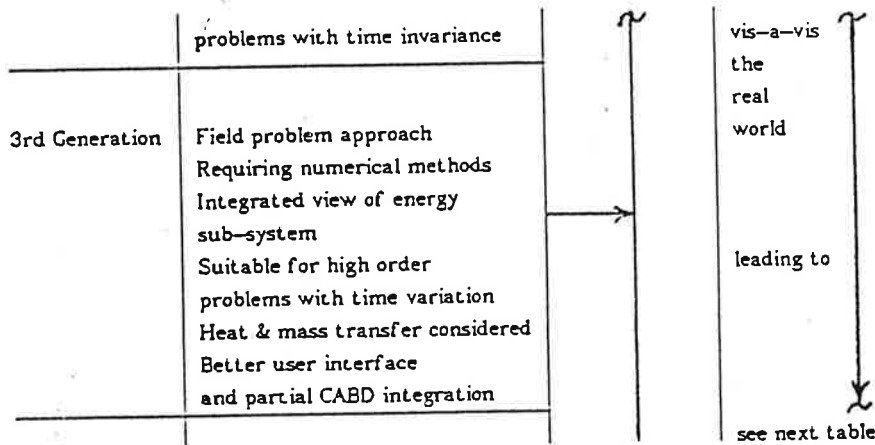 problems with time invariance
vis-a-vis
the
real
world
3rd Generation
Field problem approach
Requiring numerical methods
Integrated view of energy
sub-system
Suitable for high order
problems with time variation
Heat & mass transfer considered
Better user interface
and partial CABD integration
leading to
see next table